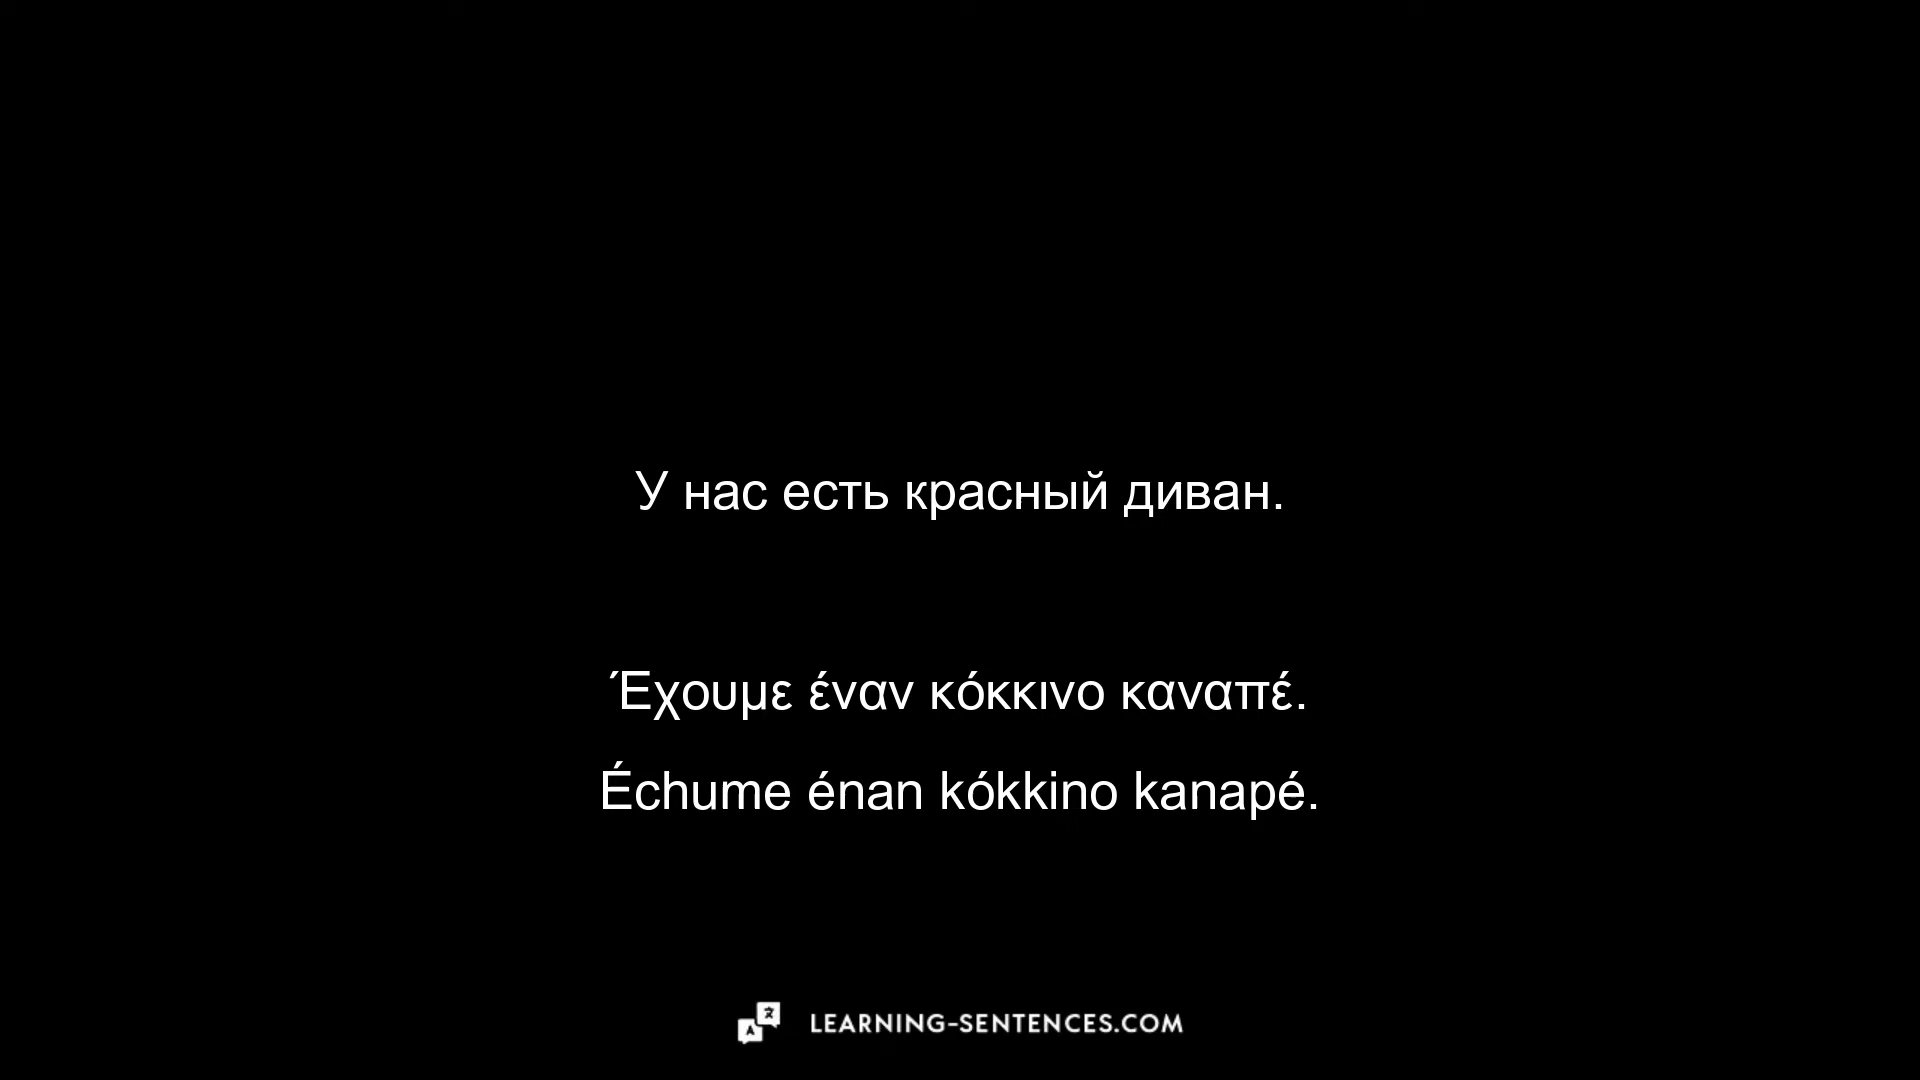 У нас есть красный диван.
Έχουμε έναν κόκκινο καναπέ.
Échume énan kókkino kanapé.
LEARNING-SENTENCES.COM